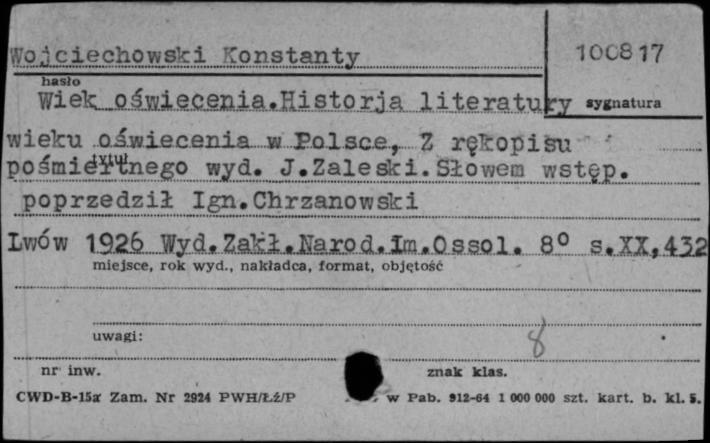 Wojciechowski Konstanty
100817
hasło
sygnatura
Wiek oświecenia.Historja literatury
wieku oświecenia w Polsce, Z rękopisu
tytuł
pośmiertnego wyd. J.Zaleski.Słowem wstęp.
poprzedził Ign.Chrzanowski
Lwów 1926 Wyd.Zakł.Narod.Im.Ossol. 8° s.XX,432
miejsce, rok wyd., nakładca, format, objętość
uwagi:
8
nr inw.
znak klas.
CWD-B-15a Zam. Nr 2924 PWH/Łź/P
w Pab. 912-64 1 000 000 szt. kart. b. kl. 5.